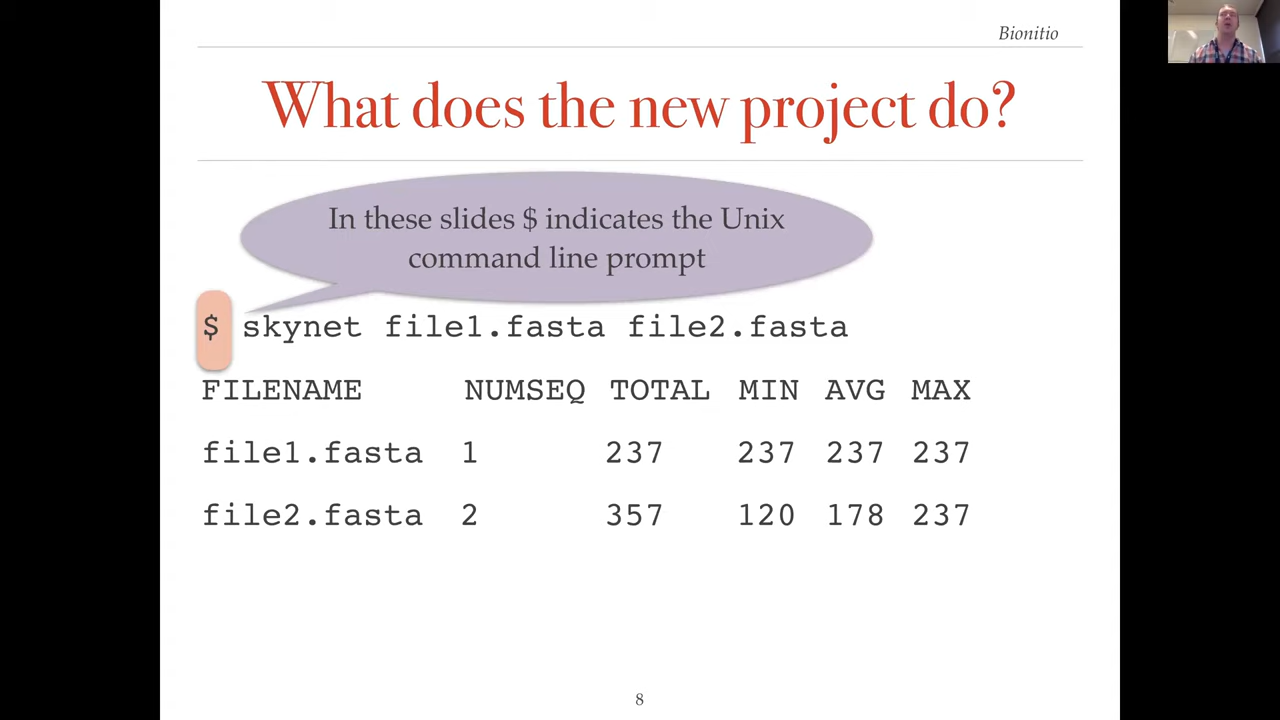 Bionitio
What does the new project do?
In these slides $ indicates the Unix
command line prompt
$ skynet file1.fasta file2.fasta
FILENAME NUMSEQ TOTAL MIN AVG MAX
file1.fasta 1 237 237 237 237
file2.fasta 2 357 120 178 237
8